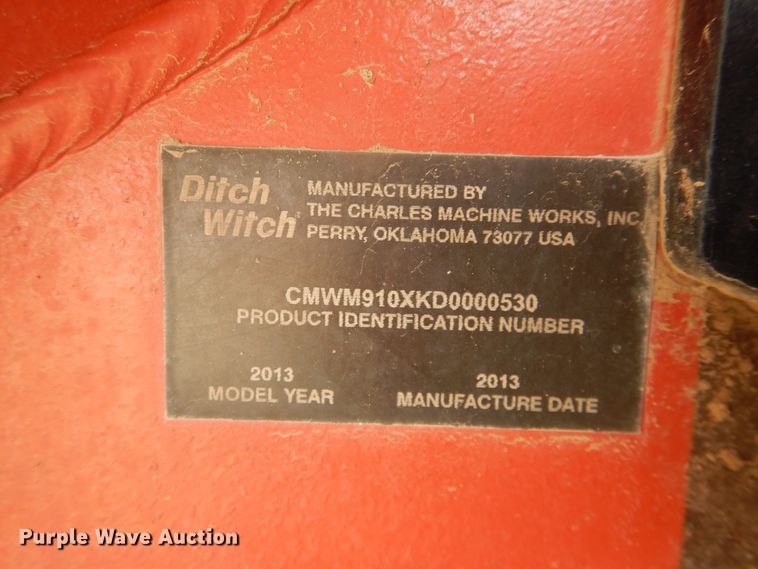 Ditch Witch®
MANUFACTURED BY
THE CHARLES MACHINE WORKS, INC.
PERRY, OKLAHOMA 73077 USA
CMWM910XKD0000530
PRODUCT IDENTIFICATION NUMBER
2013
MODEL YEAR
2013
MANUFACTURE DATE
Purple Wave Auction